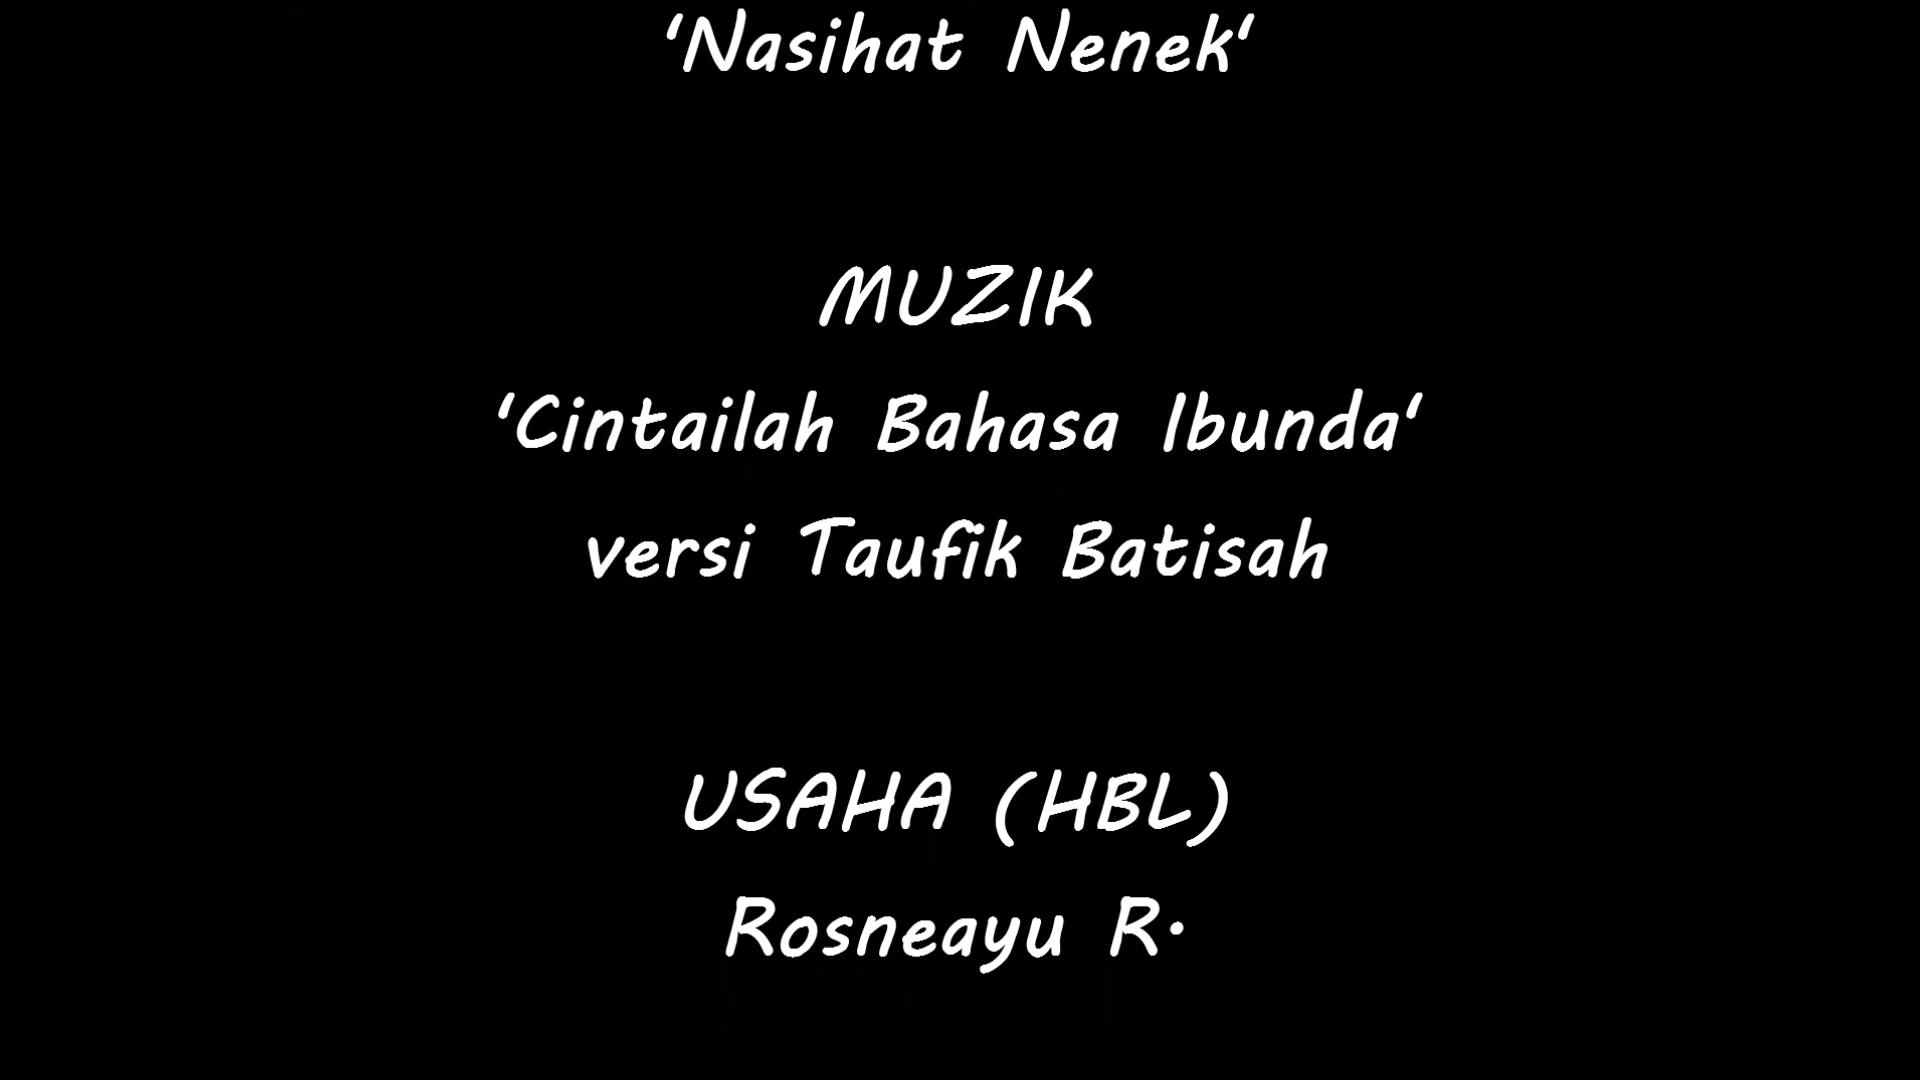 ‘Nasihat Nenek‘
MUZIK
‘Cintailah Bahasa Ibunda‘
versi Taufik Batisah
USAHA (HBL)
Rosneayu R.